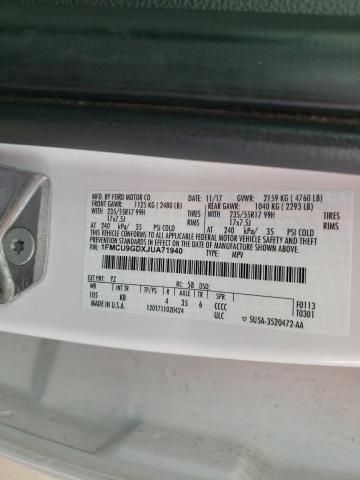 MFD. BY FORD MOTOR CO.
DATE: 11/17 GVWR: 2159 KG ( 4760 LB)
FRONT GAWR: 1125 KG ( 2480 LB) REAR GAWR: 1040 KG ( 2293 LB)
235/55R17 99H TIRES WITH 235/55R17 99H TIRES
17x7.5J RIMS 17x7.5J RIMS
AT 240 kPa/ 35 PSI COLD AT 240 kPa/ 35 PSI COLD
THIS VEHICLE CONFORMS TO ALL APPLICABLE FEDERAL MOTOR VEHICLE SAFETY AND THEFT PREVENTION STANDARDS IN EFFECT ON THE DATE OF MANUFACTURE SHOWN ABOVE.
VIN: 1FMCU9GDXJUA71940
TYPE: MPV
EXT PNT: YZ RC: 58 DSO:
WB INT TR TP/PS R AXLE TR SPR
105 KB 4 35 6 CCCC
MADE IN U.S.A. 1201711020424 ULC
F0113
T0301
▽ 5U5A-3520472-AA